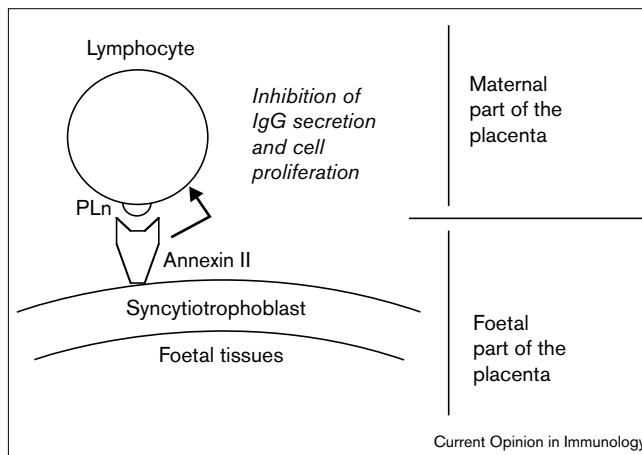 Lymphocyte
Inhibition of
IgG secretion
and cell
proliferation
PLn
Annexin II
Syncytiotrophoblast
Foetal tissues
Maternal
part of the
placenta
Foetal
part of the
placenta
Current Opinion in Immunology